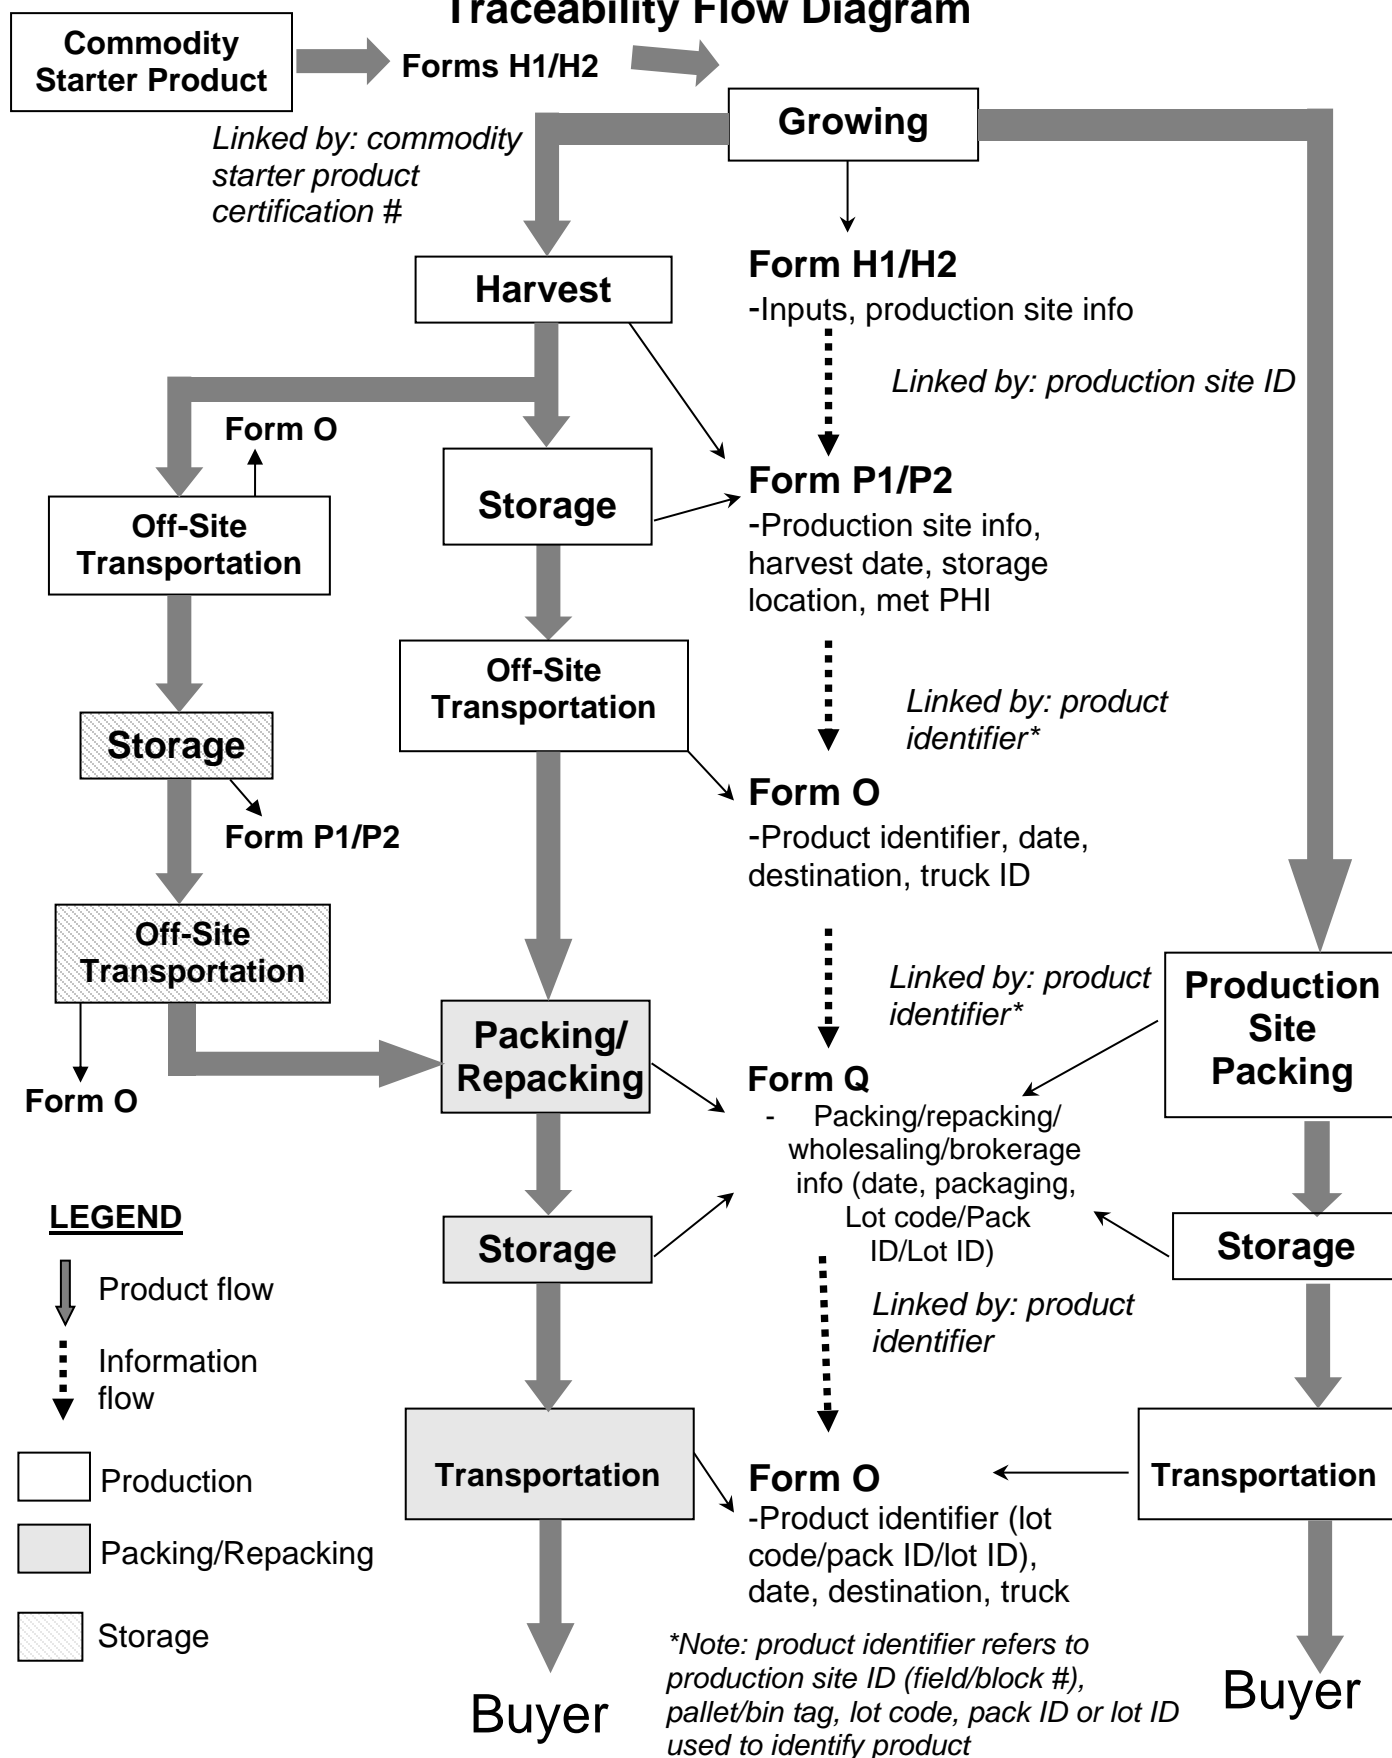 Traceability Flow Diagram
Commodity
Starter Product
Forms H1/H2
Growing
Linked by: commodity
starter product
certification #
Harvest
Form H1/H2
-Inputs, production site info
Linked by: production site ID
Form O
Off-Site
Transportation
Storage
Form P1/P2
-Production site info,
harvest date, storage
location, met PHI
Off-Site
Transportation
Linked by: product
identifier*
Storage
Form P1/P2
Form O
-Product identifier, date,
destination, truck ID
Off-Site
Transportation
Form O
Linked by: product
identifier*
Packing/
Repacking
Production
Site
Packing
Form Q
- Packing/repacking/
wholesaling/brokerage
info (date, packaging,
Lot code/Pack
ID/Lot ID)
Storage
Storage
Linked by: product
identifier
LEGEND
Product flow
Information
flow
Production
Packing/Repacking
Storage
Transportation
Form O
-Product identifier (lot
code/pack ID/lot ID),
date, destination, truck
Transportation
Buyer
*Note: product identifier refers to
production site ID (field/block #),
pallet/bin tag, lot code, pack ID or lot ID
used to identify product
Buyer